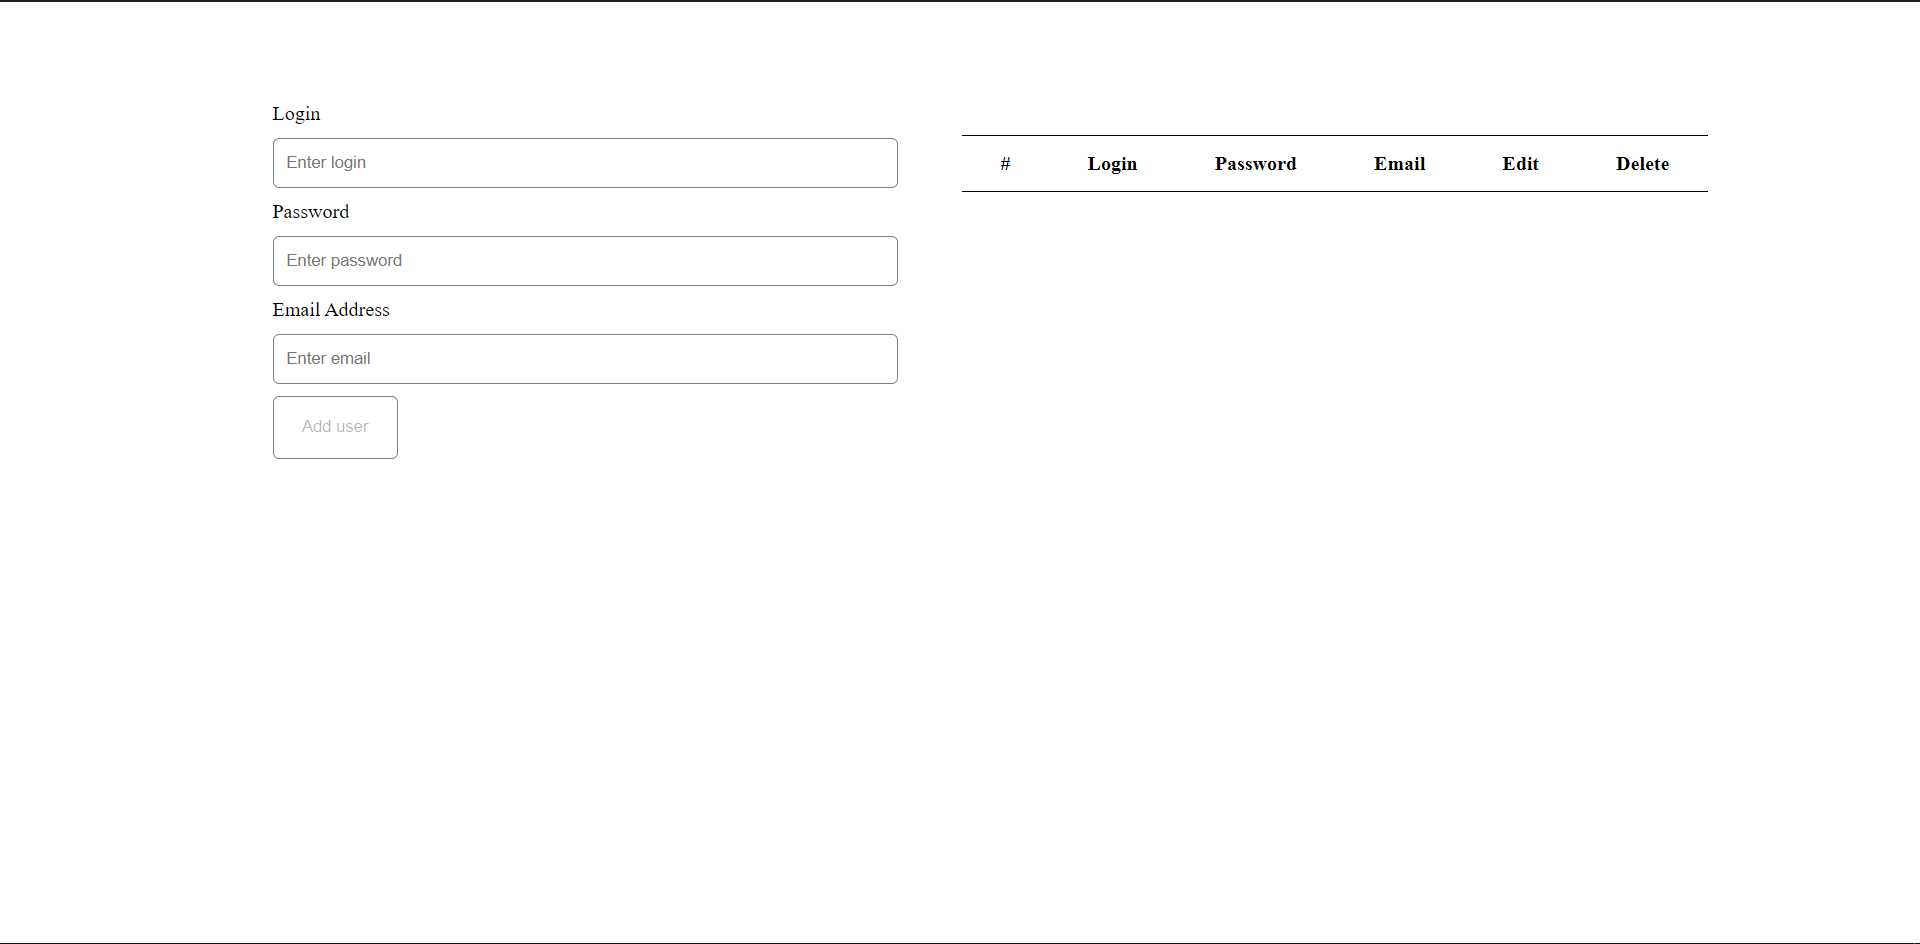 Login
Enter login
Password
Enter password
Email Address
Enter email
Add user
# Login Password Email Edit Delete